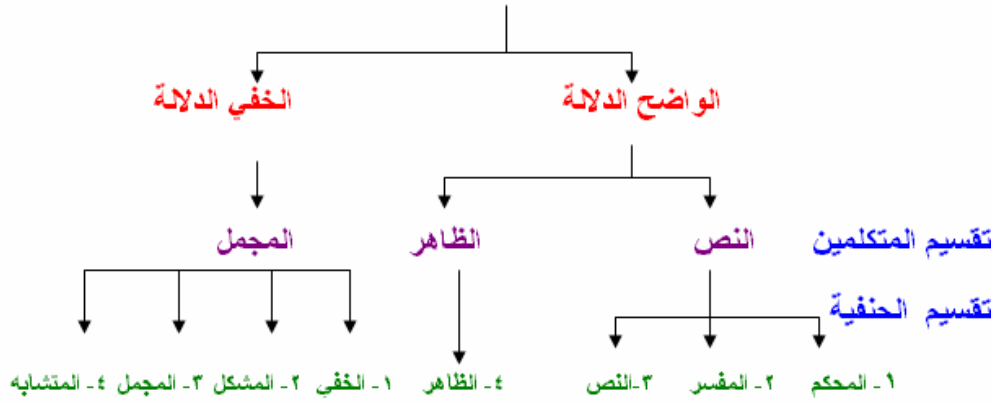 الواضح الدلالة الخفي الدلالة
تقسيم المتكلمين النص الظاهر المجمل
تقسيم الحنفية
١- المحكم ٢- المفسر ٣-النص ٤- الظاهر ١- الخفي ٢- المشكل ٣- المجمل ٤- المتشابه